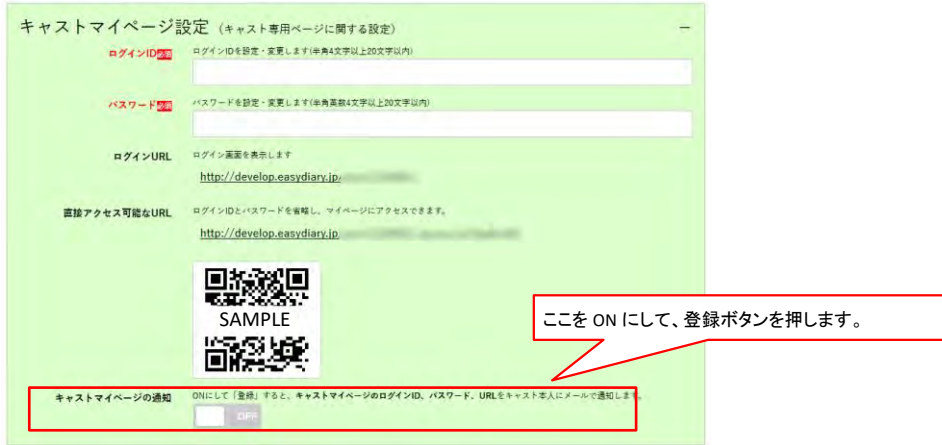 キャストマイページ設定 (キャスト専用ページに関する設定) −
ログインID必須 ログインIDを設定・変更します(半角4文字以上20文字以内)
パスワード必須 パスワードを設定・変更します(半角英数4文字以上20文字以内)
ログインURL ログイン画面を表示します
http://develop.easydiary.jp/
直接アクセス可能なURL ログインIDとパスワードを省略し、マイページにアクセスできます。
http://develop.easydiary.jp
SAMPLE
ここを ON にして、登録ボタンを押します。
キャストマイページの通知 ONにして「登録」すると、キャストマイページのログインID、パスワード、URLをキャスト本人にメールで通知します。
OFF